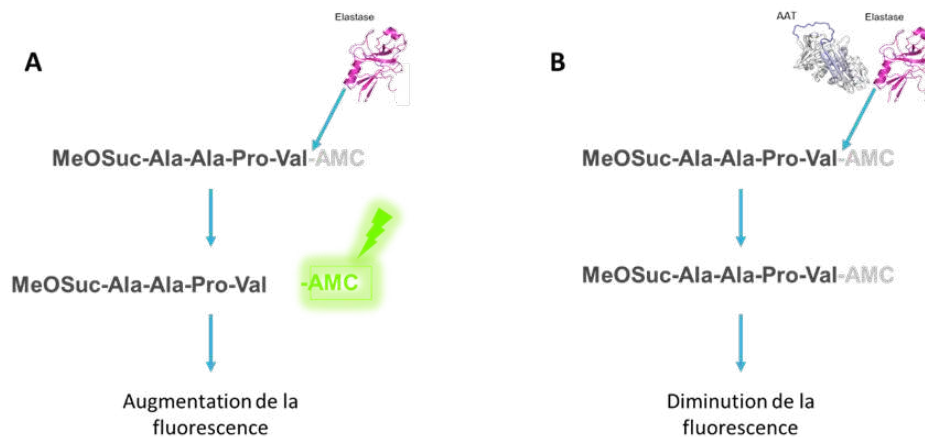 A
Elastase
MeOSuc-Ala-Ala-Pro-Val-AMC
MeOSuc-Ala-Ala-Pro-Val
-AMC
Augmentation de la
fluorescence
B
AAT
Elastase
MeOSuc-Ala-Ala-Pro-Val-AMC
MeOSuc-Ala-Ala-Pro-Val-AMC
Diminution de la
fluorescence